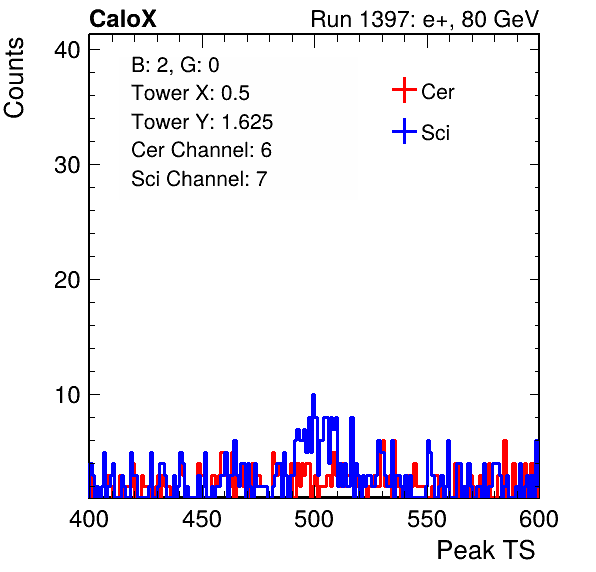 CaloX
Run 1397: e+, 80 GeV
Counts
40
30
20
10
B: 2, G: 0
Tower X: 0.5
Tower Y: 1.625
Cer Channel: 6
Sci Channel: 7
Cer
Sci
400
450
500
550
600
Peak TS